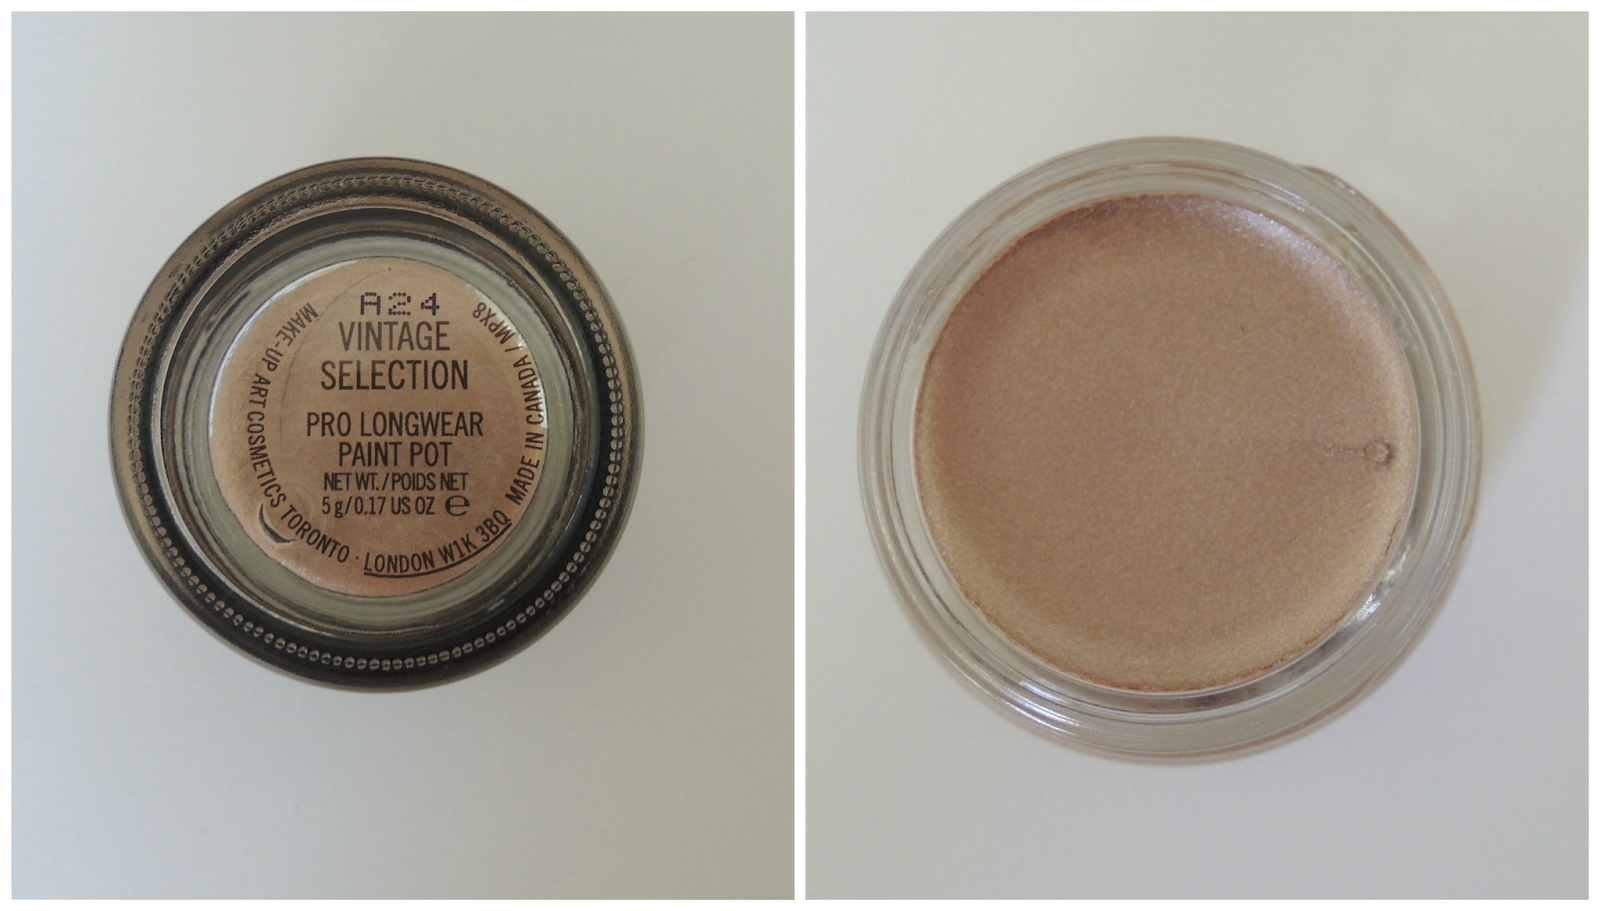 A24
VINTAGE
SELECTION
PRO LONGWEAR
PAINT POT
NET WT./POIDS NET
5 g/0.17 US OZ ℮
MAKE-UP ART COSMETICS TORONTO · LONDON W1K 3BQ MADE IN CANADA / MPX8